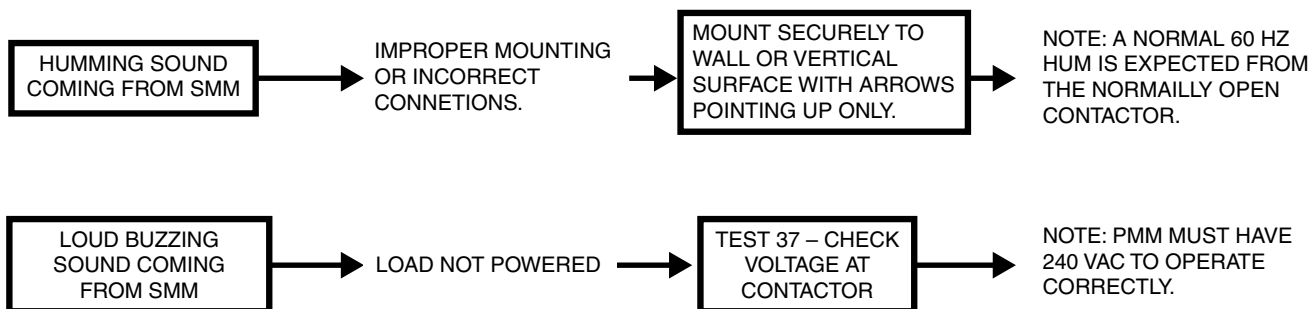 HUMMING SOUND
COMING FROM SMM
IMPROPER MOUNTING
OR INCORRECT
CONNETIONS.
MOUNT SECURELY TO
WALL OR VERTICAL
SURFACE WITH ARROWS
POINTING UP ONLY.
NOTE: A NORMAL 60 HZ
HUM IS EXPECTED FROM
THE NORMAILLY OPEN
CONTACTOR.
LOUD BUZZING
SOUND COMING
FROM SMM
LOAD NOT POWERED
TEST 37 – CHECK
VOLTAGE AT
CONTACTOR
NOTE: PMM MUST HAVE
240 VAC TO OPERATE
CORRECTLY.